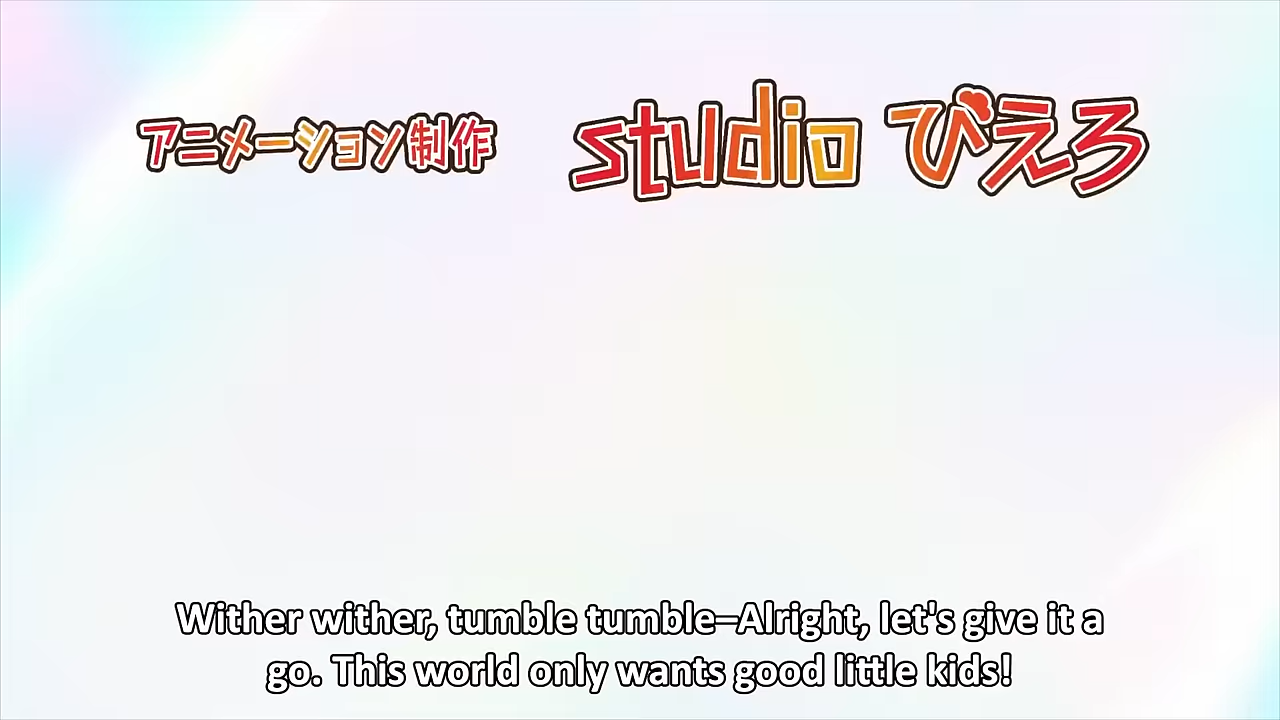 アニメーション制作 studio びえろ
Wither wither, tumble tumble–Alright, let's give it a
go. This world only wants good little kids!